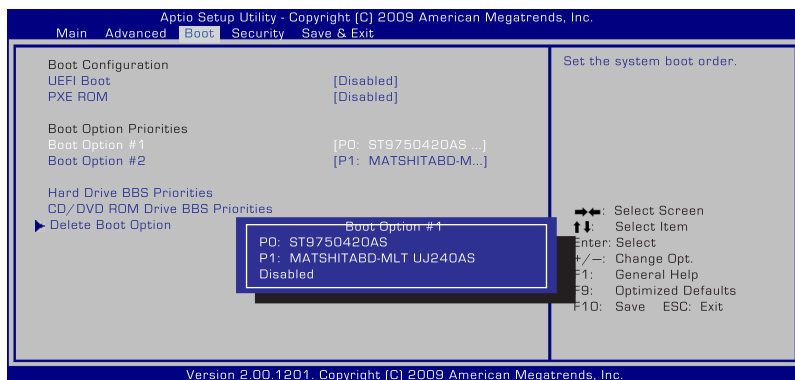 Aptio Setup Utility - Copyright (C) 2009 American Megatrends, Inc.
Main Advanced Boot Security Save & Exit
Boot Configuration
UEFI Boot [Disabled]
PXE ROM [Disabled]
Boot Option Priorities
Boot Option #1 [P0: ST9750420AS ...]
Boot Option #2 [P1: MATSHITABD-M...]
Hard Drive BBS Priorities
CD/DVD ROM Drive BBS Priorities
Delete Boot Option
Boot Option #1
P0: ST9750420AS
P1: MATSHITABD-MLT UJ240AS
Disabled
Set the system boot order.
: Select Screen
: Select Item
Enter: Select
+/—: Change Opt.
F1: General Help
F9: Optimized Defaults
F10: Save ESC: Exit
Version 2.00.1201. Copyright (C) 2009 American Megatrends, Inc.